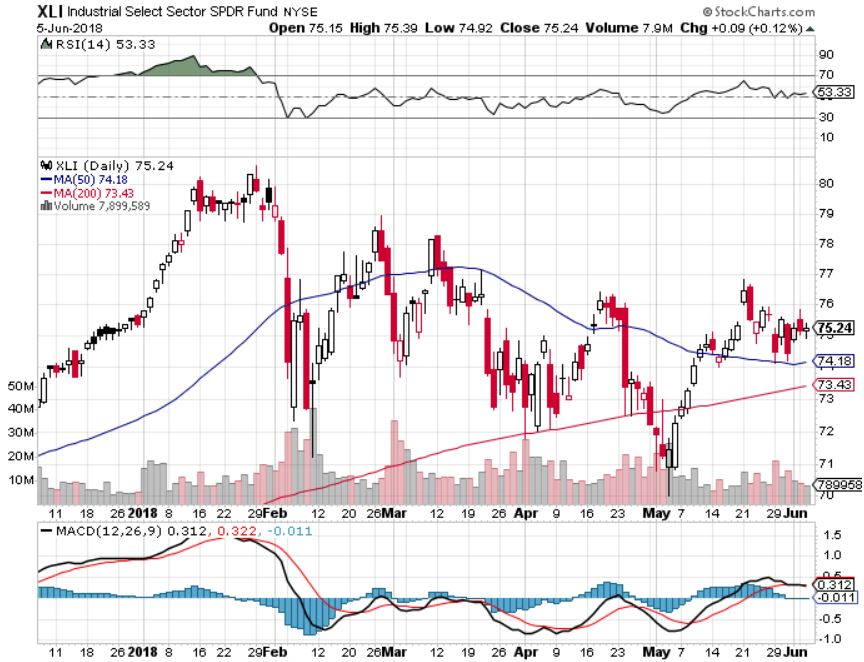 XLI Industrial Select Sector SPDR Fund NYSE © StockCharts.com
5-Jun-2018 Open 75.15 High 75.39 Low 74.92 Close 75.24 Volume 7.9M Chg +0.09 (+0.12%)
RSI(14) 53.33
90
70
53.33
30
10
XLI (Daily) 75.24
MA(50) 74.18
MA(200) 73.43
Volume 7,899,589
80
79
78
77
76
75.24
74.18
73.43
73
72
71
70
7899589
50M
40M
30M
20M
10M
11 18 26 2018 8 16 22 29 Feb 12 20 26 Mar 12 19 26 Apr 9 16 23 May 7 14 21 29 Jun
MACD(12,26,9) 0.312, 0.322, -0.011
1.5
1.0
0.5
0.312
-0.011
-0.5
-1.0
11 18 26 2018 8 16 22 29 Feb 12 20 26 Mar 12 19 26 Apr 9 16 23 May 7 14 21 29 Jun